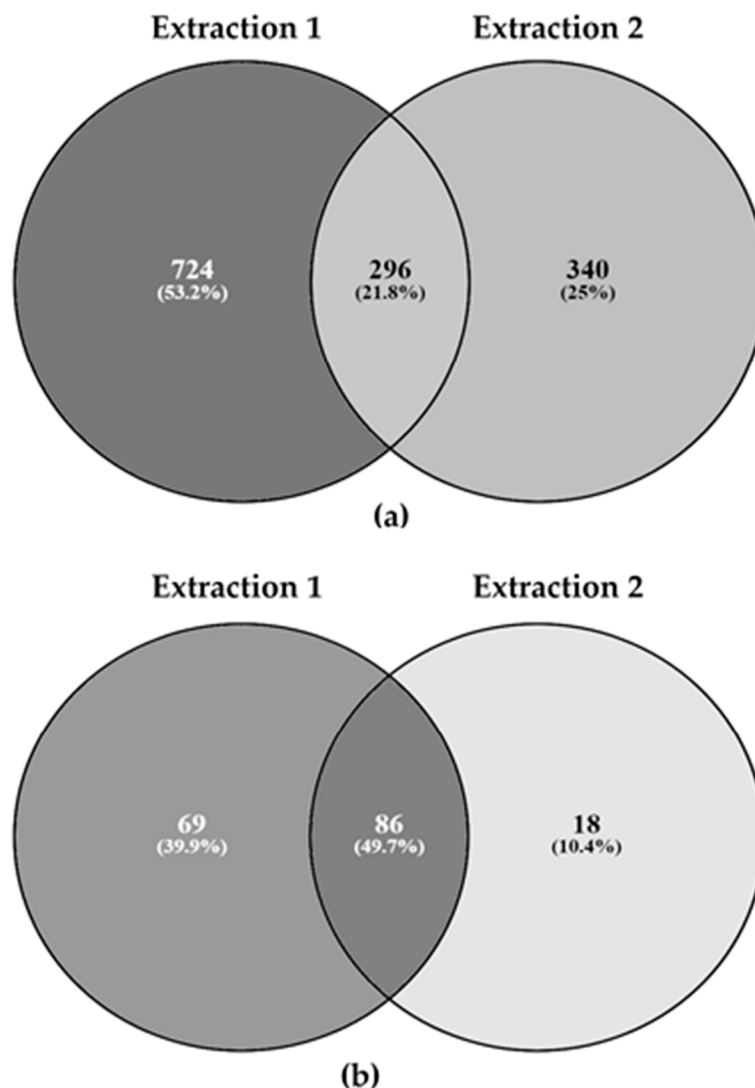 Extraction 1 Extraction 2
724 296 340
(53.2%) (21.8%) (25%)
(a)
Extraction 1 Extraction 2
69 86 18
(39.9%) (49.7%) (10.4%)
(b)